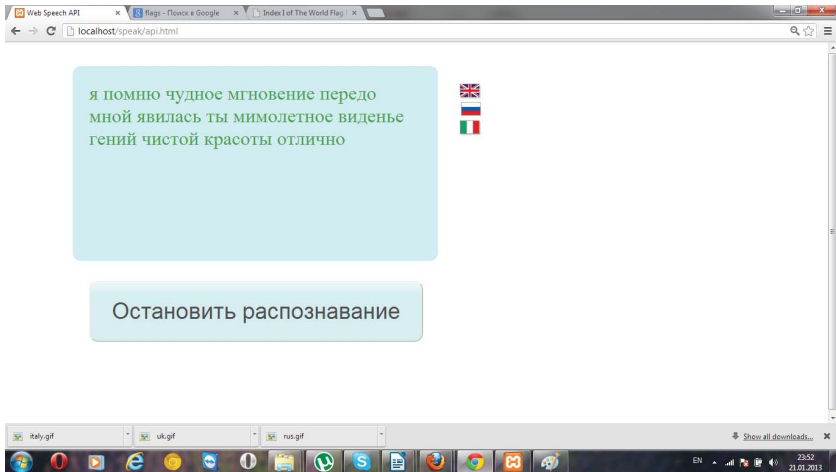 Web Speech API
flags - Поиск в Google
Index I of The World Flag
localhost/speak/api.html
я помню чудное мгновение передо
мной явилась ты мимолетное виденье
гений чистой красоты отлично
Остановить распознавание
italy.gif
uk.gif
rus.gif
Show all downloads...
EN
23:52
21.01.2013